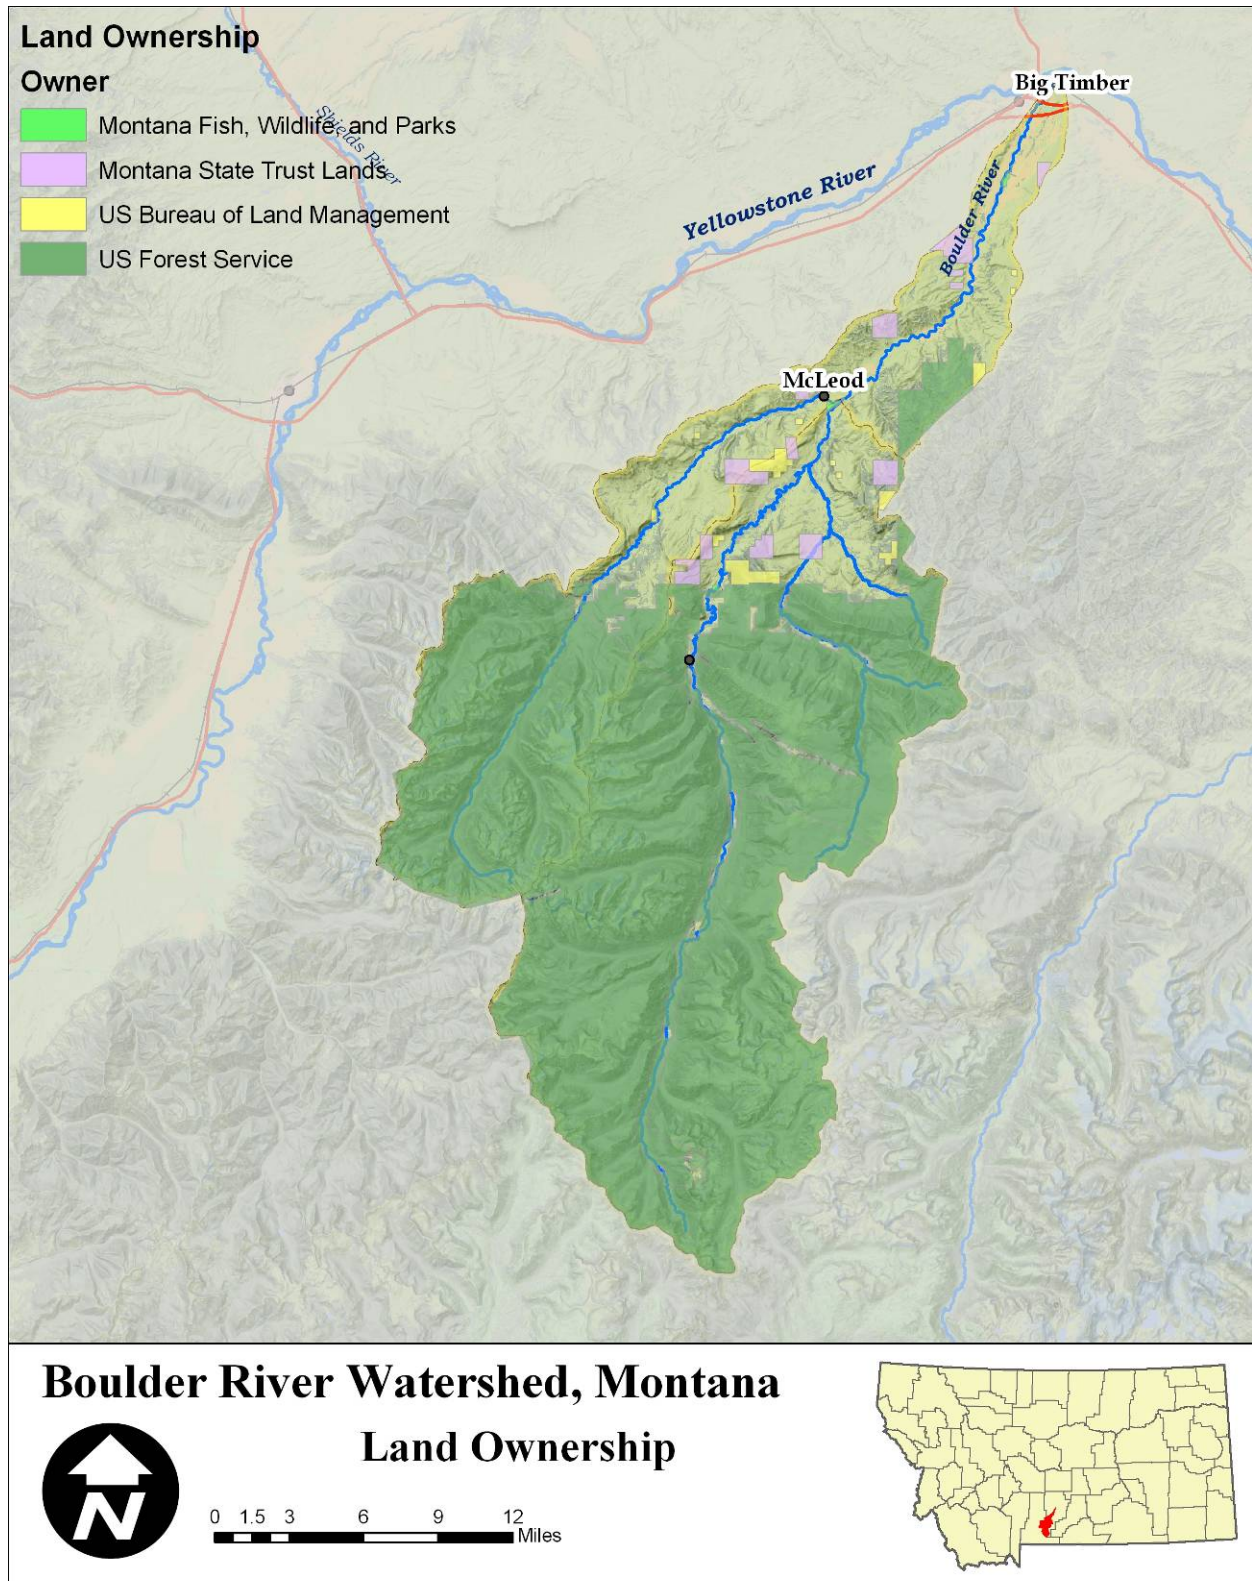 Land Ownership
Owner
Montana Fish, Wildlife, and Parks
Montana State Trust Lands
US Bureau of Land Management
US Forest Service
Shields River
Big Timber
Yellowstone River
Boulder River
McLeod
Boulder River Watershed, Montana
Land Ownership
N
0 1.5 3 6 9 12
Miles